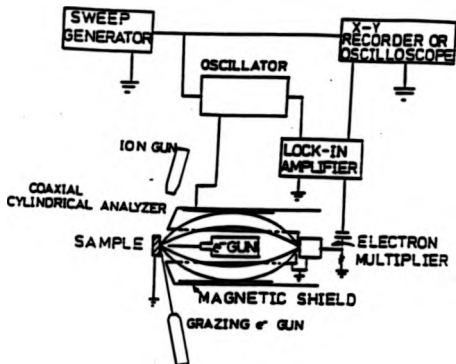 SWEEP
GENERATOR
X-Y
RECORDER OR
OSCILLOSCOPE
OSCILLATOR
ION GUN
LOCK-IN
AMPLIFIER
COAXIAL
CYLINDRICAL ANALYZER
SAMPLE
e⁻GUN
ELECTRON
MULTIPLIER
MAGNETIC SHIELD
GRAZING e⁻ GUN